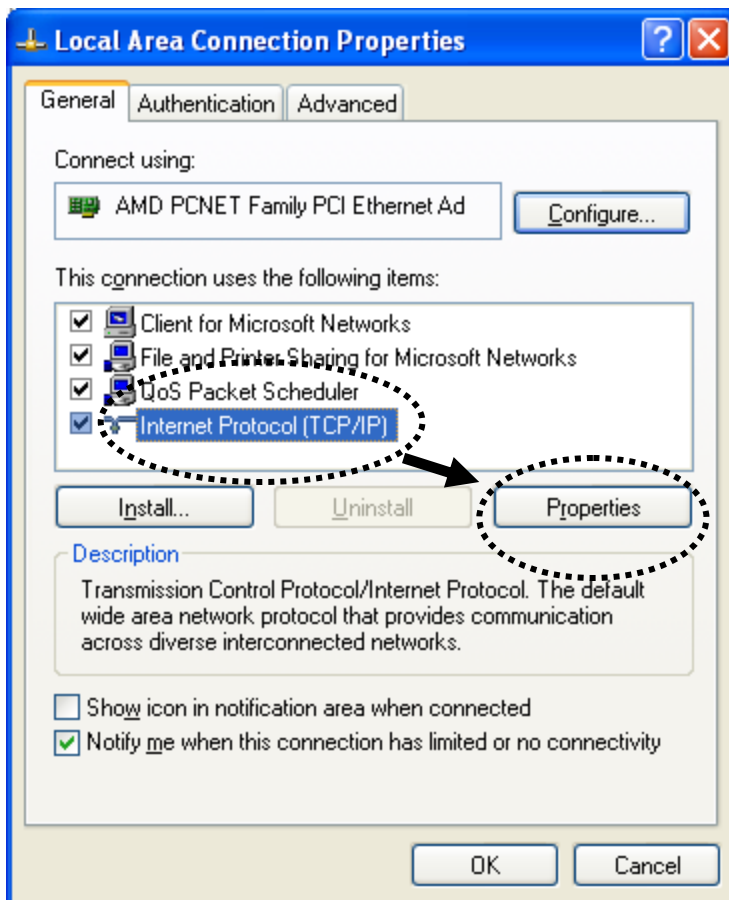 Local Area Connection Properties
General Authentication Advanced
Connect using:
AMD PCNET Family PCI Ethernet Ad
Configure...
This connection uses the following items:
Client for Microsoft Networks
File and Printer Sharing for Microsoft Networks
QoS Packet Scheduler
Internet Protocol (TCP/IP)
Install... Uninstall Properties
Description
Transmission Control Protocol/Internet Protocol. The default
wide area network protocol that provides communication
across diverse interconnected networks.
Show icon in notification area when connected
Notify me when this connection has limited or no connectivity
OK Cancel